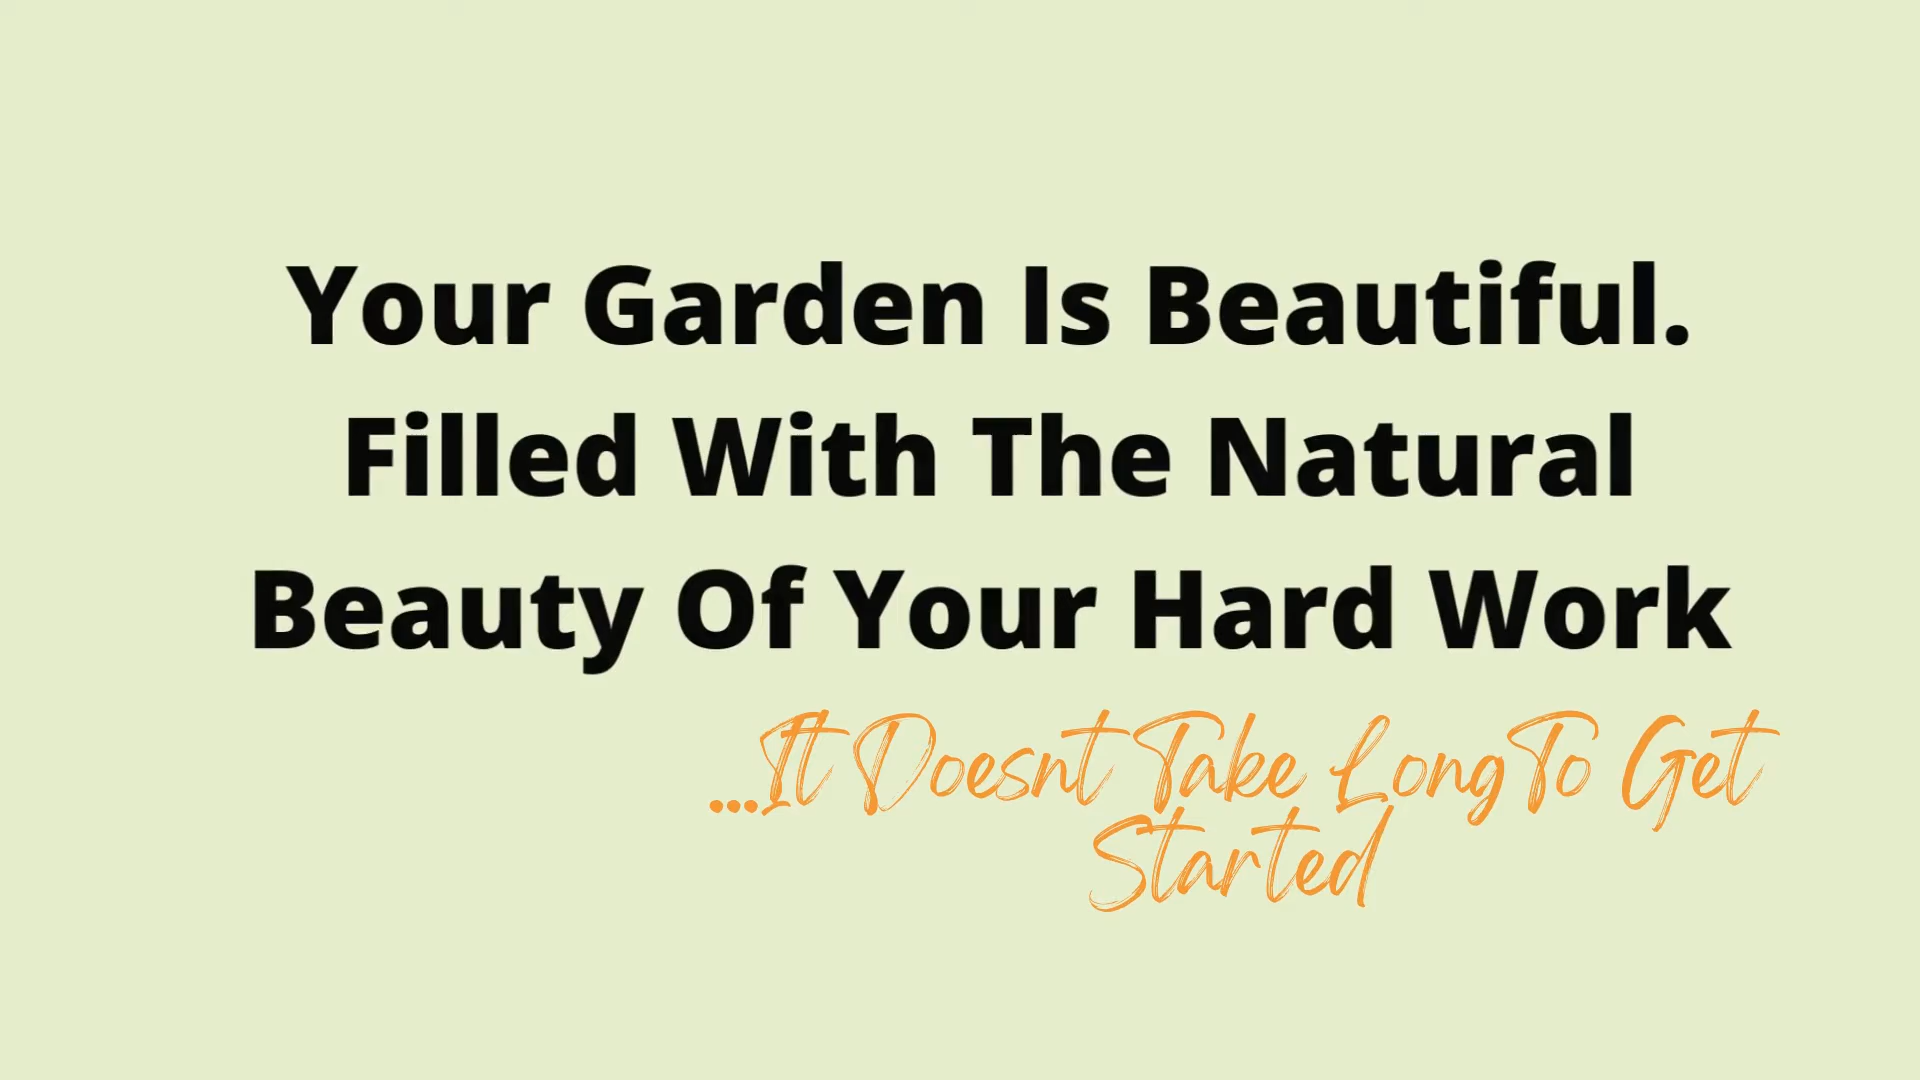 Your Garden Is Beautiful.
Filled With The Natural
Beauty Of Your Hard Work
...It Doesnt Take Long To Get
Started